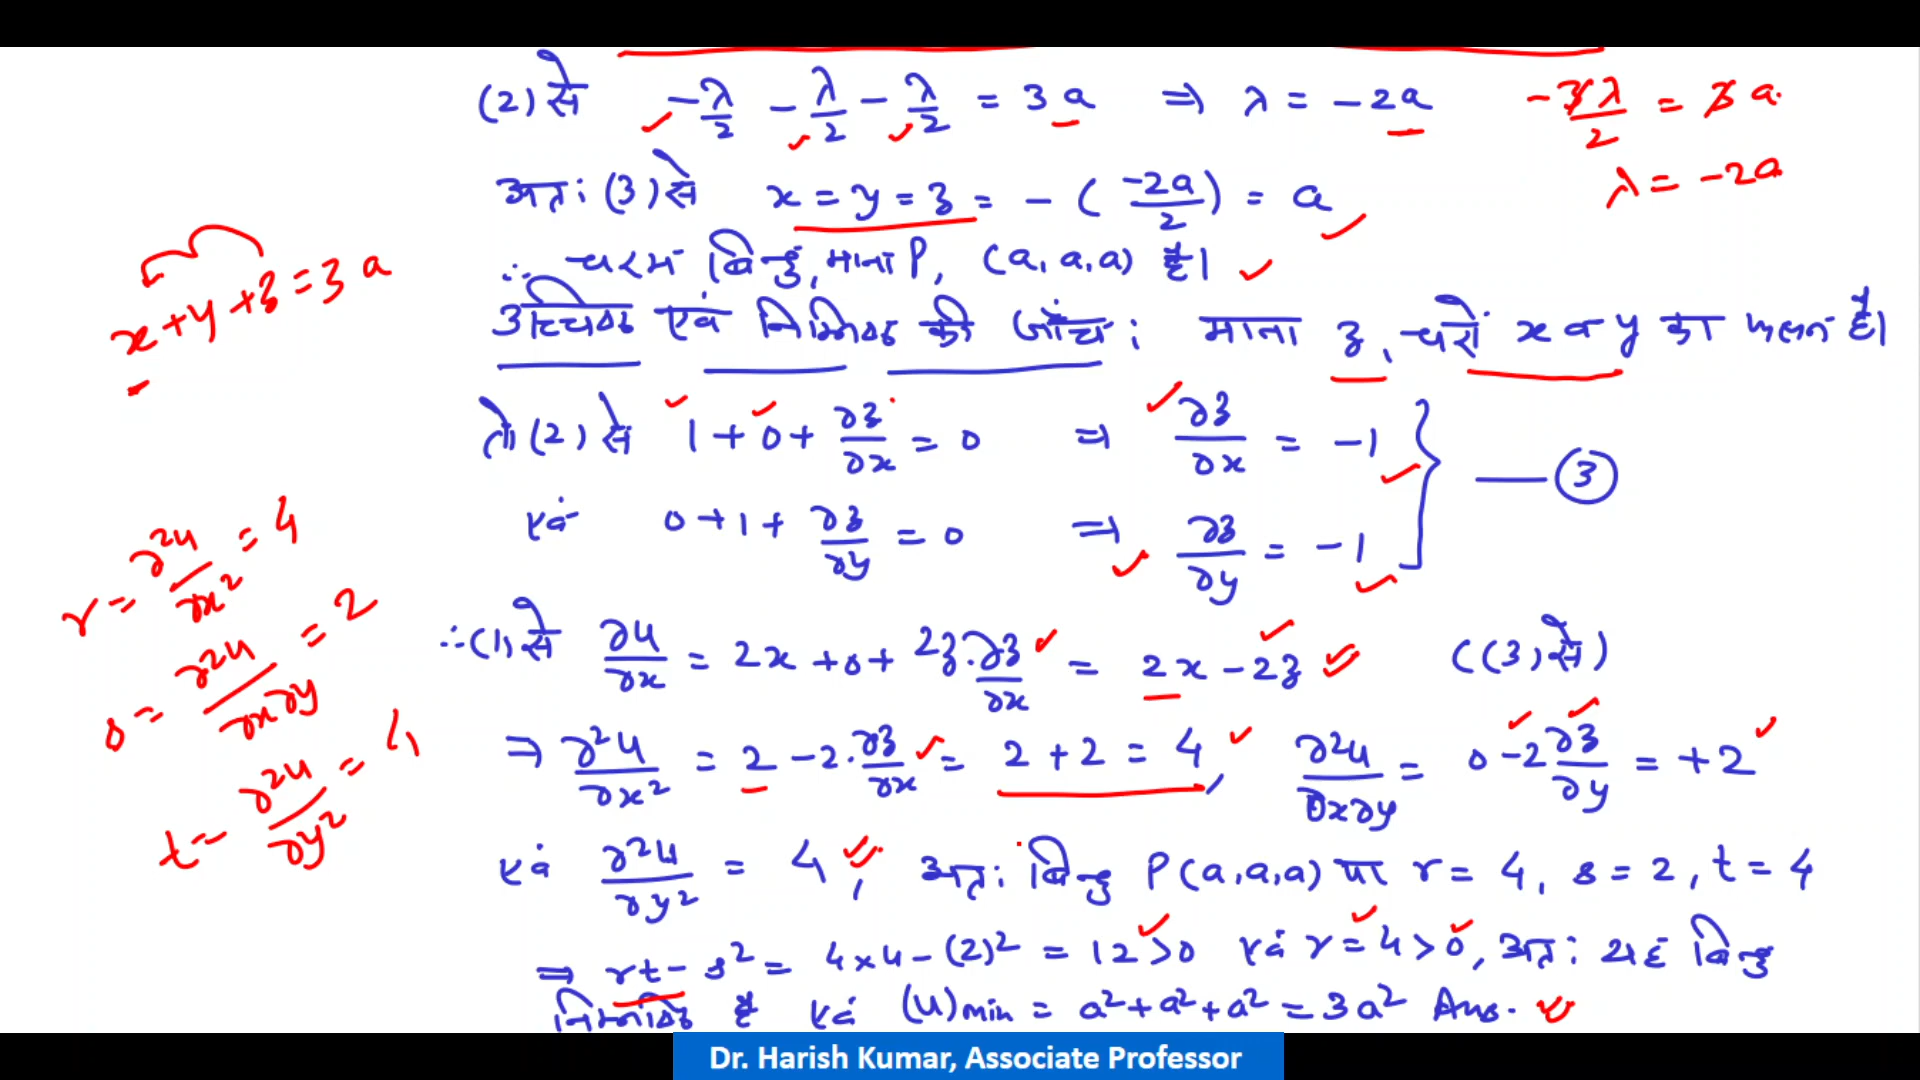 (2) से -λ/2 - λ/2 - λ/2 = 3a ⇒ λ = -2a
-3λ/2 = 3a
λ = -2a
अतः (3) से x = y = z = -(-2a/2) = a
∴ चरम बिन्दु, माना P, (a, a, a) है।
x + y + z = 3a
उच्चिष्ठ एवं निम्निष्ठ की जाँच : माना z, चरों x व y का फलन है।
तो (2) से 1 + 0 + ∂z/∂x = 0 ⇒ ∂z/∂x = -1
एवं 0 + 1 + ∂z/∂y = 0 ⇒ ∂z/∂y = -1 } — ③
r = ∂²u/∂x² = 4
s = ∂²u/∂x∂y = 2
t = ∂²u/∂y² = 4
∴ (1) से ∂u/∂x = 2x + 0 + 2z·∂z/∂x = 2x - 2z ((3) से)
⇒ ∂²u/∂x² = 2 - 2·∂z/∂x = 2 + 2 = 4, ∂²u/∂x∂y = 0 - 2∂z/∂y = +2
एवं ∂²u/∂y² = 4, अतः बिन्दु P(a, a, a) पर r = 4, s = 2, t = 4
⇒ rt - s² = 4×4 - (2)² = 12 > 0 एवं r = 4 > 0, अतः यह बिन्दु
निम्निष्ठ है एवं (u)min = a² + a² + a² = 3a² Ans.
Dr. Harish Kumar, Associate Professor